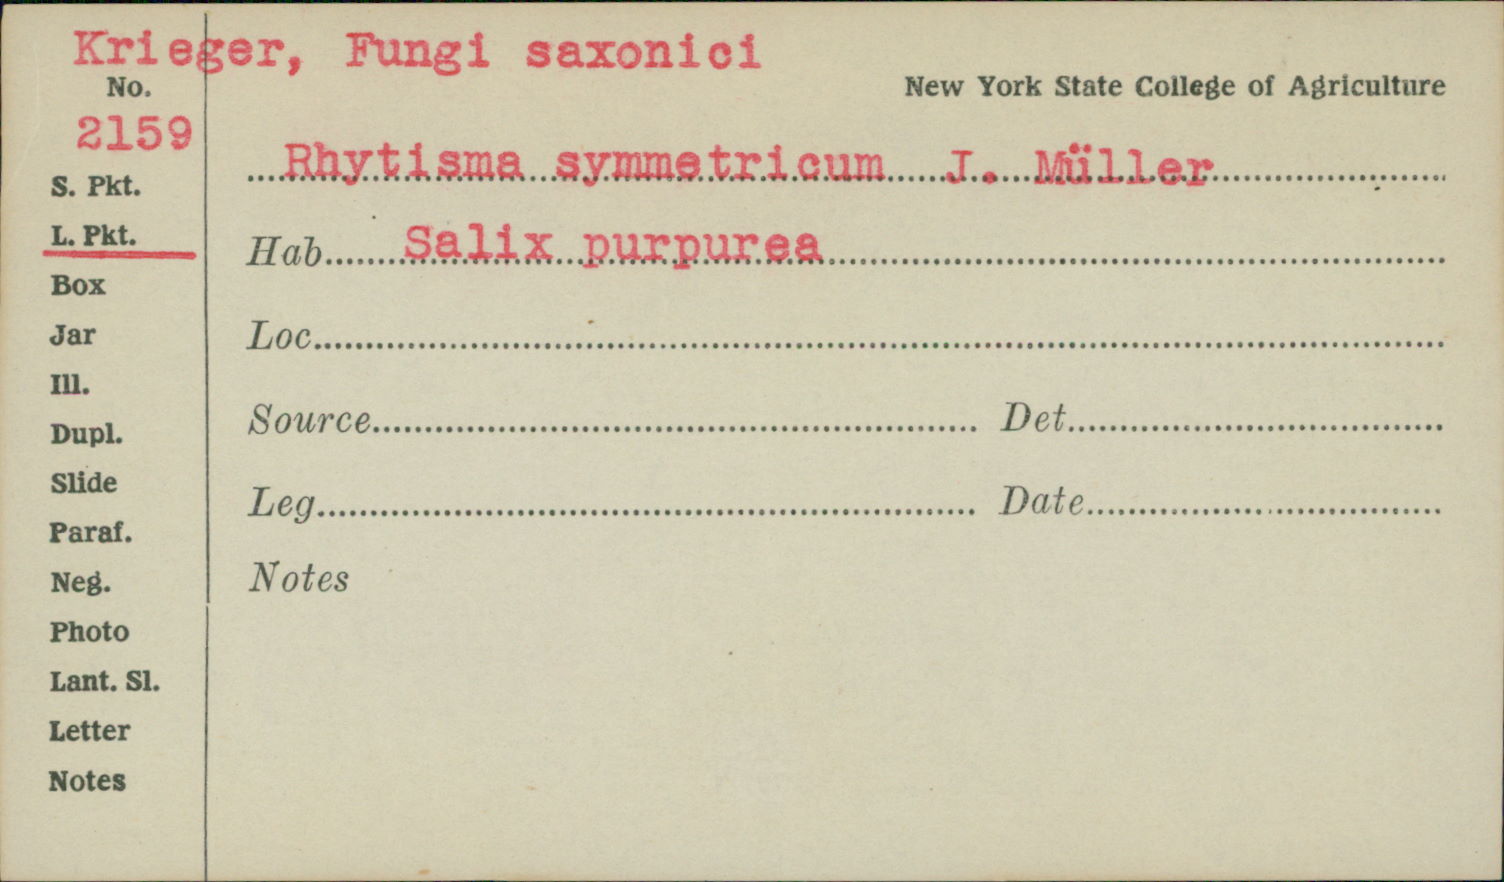 Krieger, Fungi saxonici
New York State College of Agriculture
No.
2159
Rhytisma symmetricum J. Müller
Hab. Salix purpurea
Loc.
Source Det.
Leg. Date
Notes
S. Pkt.
L. Pkt.
Box
Jar
Ill.
Dupl.
Slide
Paraf.
Neg.
Photo
Lant. Sl.
Letter
Notes